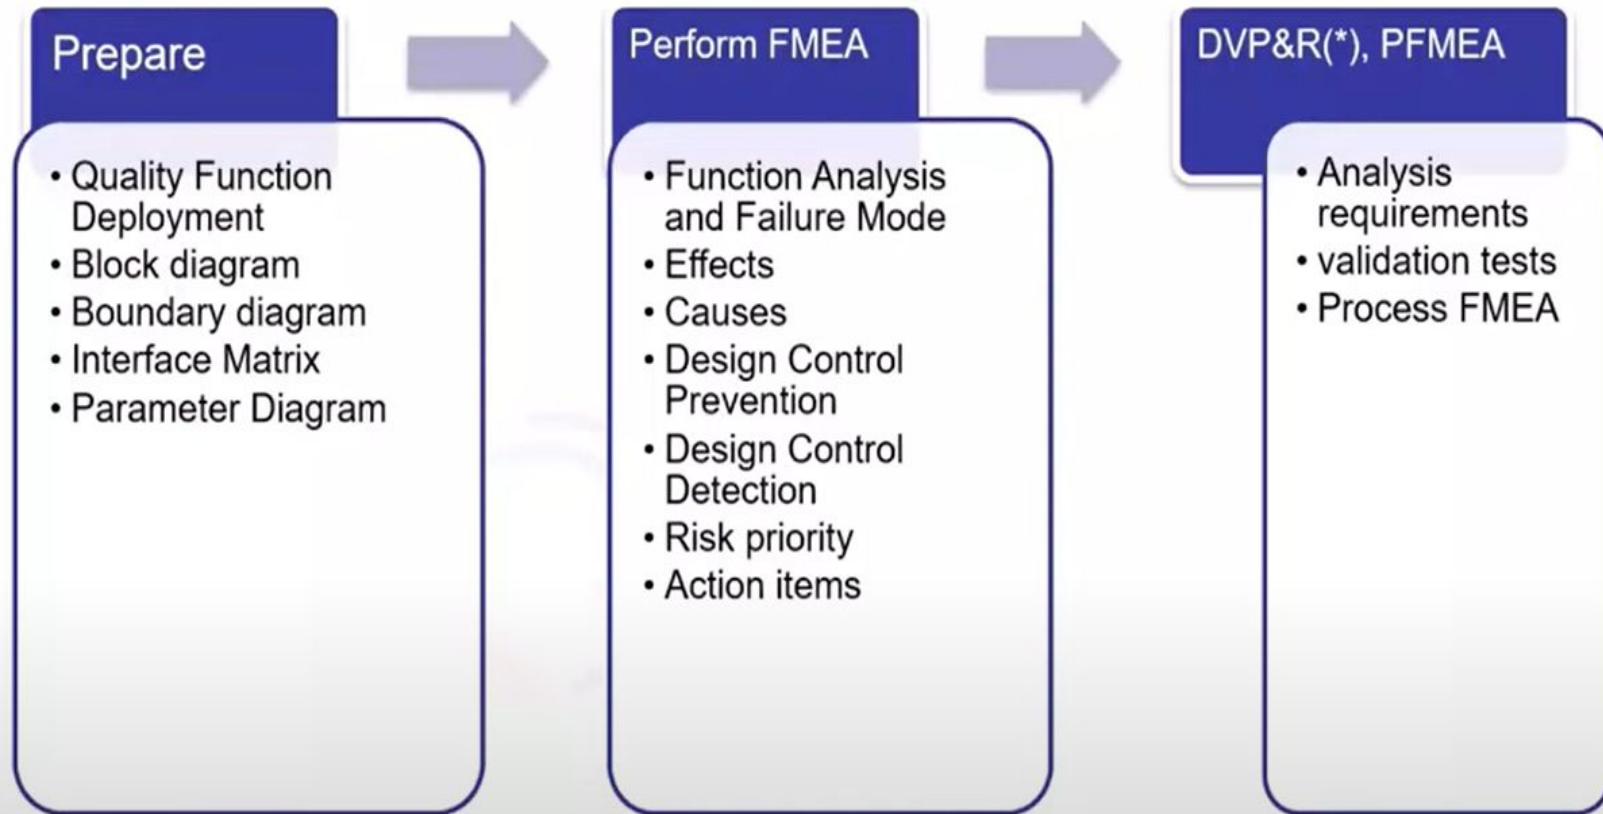 Prepare
• Quality Function
Deployment
• Block diagram
• Boundary diagram
• Interface Matrix
• Parameter Diagram
Perform FMEA
• Function Analysis
and Failure Mode
• Effects
• Causes
• Design Control
Prevention
• Design Control
Detection
• Risk priority
• Action items
DVP&R(*), PFMEA
• Analysis
requirements
• validation tests
• Process FMEA